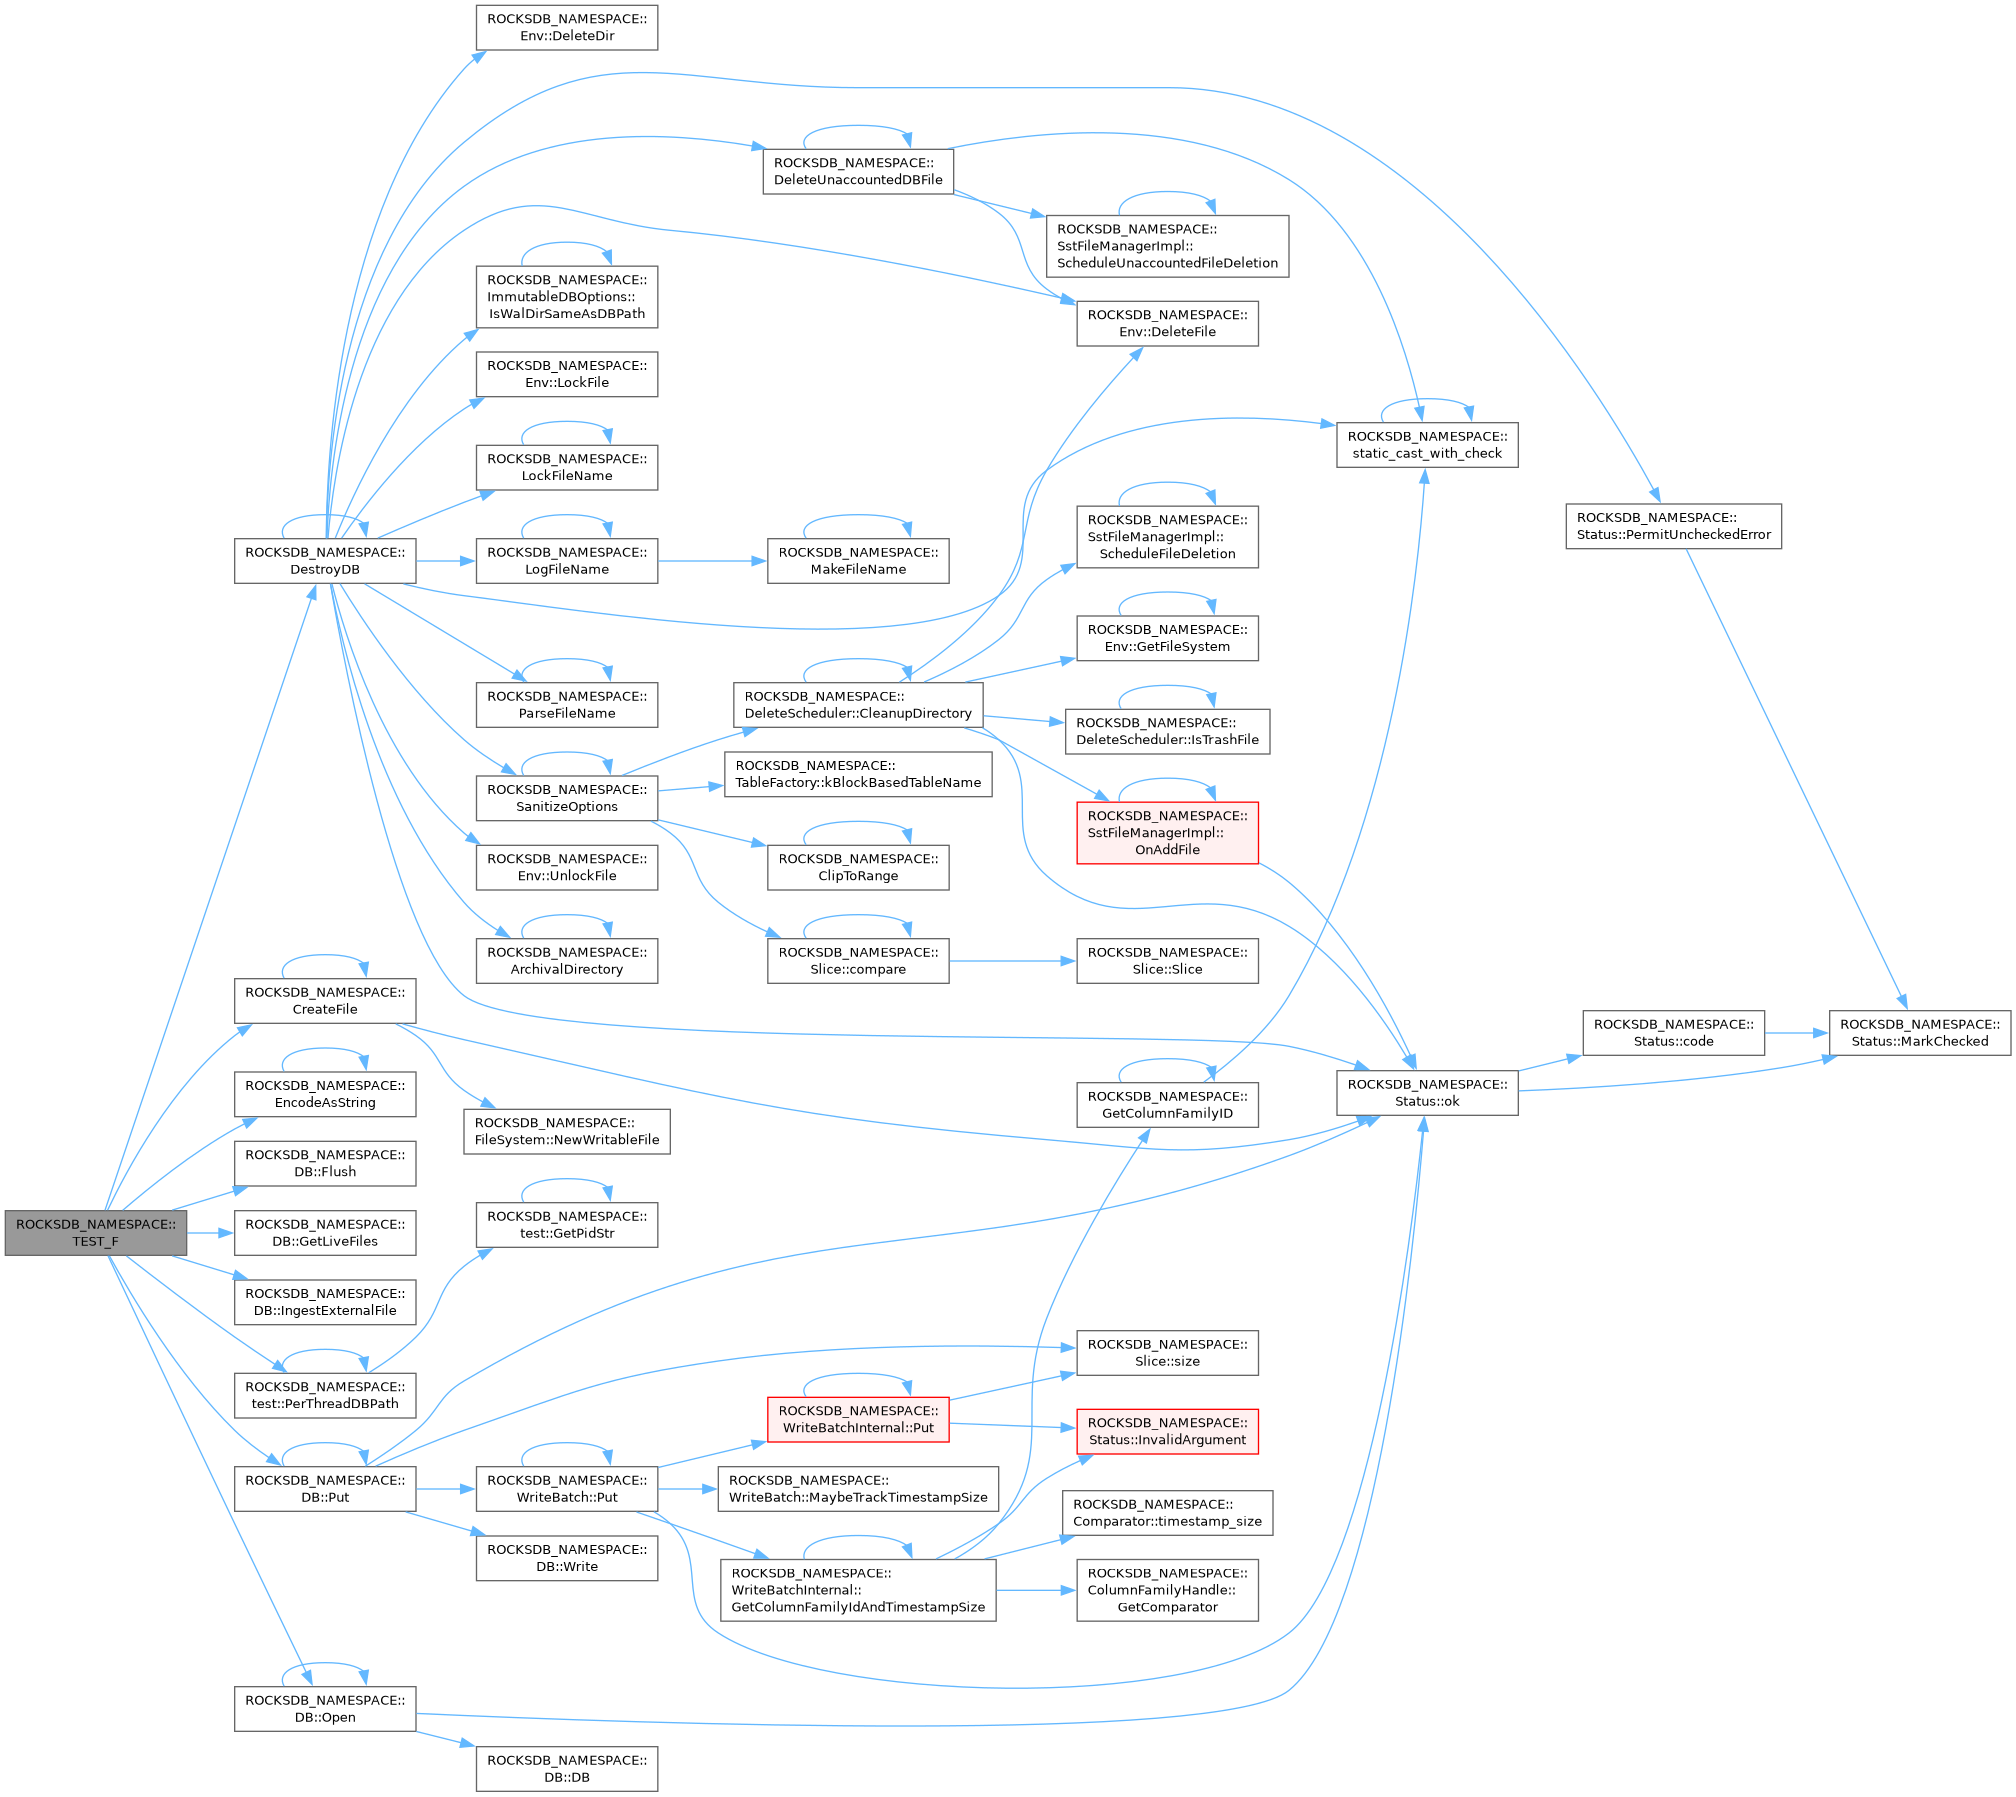 ROCKSDB_NAMESPACE::
Env::DeleteDir
ROCKSDB_NAMESPACE::
DeleteUnaccountedDBFile
ROCKSDB_NAMESPACE::
SstFileManagerImpl::
ScheduleUnaccountedFileDeletion
ROCKSDB_NAMESPACE::
ImmutableDBOptions::
IsWalDirSameAsDBPath
ROCKSDB_NAMESPACE::
Env::DeleteFile
ROCKSDB_NAMESPACE::
Env::LockFile
ROCKSDB_NAMESPACE::
static_cast_with_check
ROCKSDB_NAMESPACE::
LockFileName
ROCKSDB_NAMESPACE::
Status::PermitUncheckedError
ROCKSDB_NAMESPACE::
SstFileManagerImpl::
ScheduleFileDeletion
ROCKSDB_NAMESPACE::
DestroyDB
ROCKSDB_NAMESPACE::
LogFileName
ROCKSDB_NAMESPACE::
MakeFileName
ROCKSDB_NAMESPACE::
Env::GetFileSystem
ROCKSDB_NAMESPACE::
ParseFileName
ROCKSDB_NAMESPACE::
DeleteScheduler::CleanupDirectory
ROCKSDB_NAMESPACE::
DeleteScheduler::IsTrashFile
ROCKSDB_NAMESPACE::
TableFactory::kBlockBasedTableName
ROCKSDB_NAMESPACE::
SanitizeOptions
ROCKSDB_NAMESPACE::
SstFileManagerImpl::
OnAddFile
ROCKSDB_NAMESPACE::
Env::UnlockFile
ROCKSDB_NAMESPACE::
ClipToRange
ROCKSDB_NAMESPACE::
ArchivalDirectory
ROCKSDB_NAMESPACE::
Slice::compare
ROCKSDB_NAMESPACE::
Slice::Slice
ROCKSDB_NAMESPACE::
CreateFile
ROCKSDB_NAMESPACE::
Status::code
ROCKSDB_NAMESPACE::
Status::MarkChecked
ROCKSDB_NAMESPACE::
EncodeAsString
ROCKSDB_NAMESPACE::
GetColumnFamilyID
ROCKSDB_NAMESPACE::
Status::ok
ROCKSDB_NAMESPACE::
FileSystem::NewWritableFile
ROCKSDB_NAMESPACE::
DB::Flush
ROCKSDB_NAMESPACE::
TEST_F
ROCKSDB_NAMESPACE::
DB::GetLiveFiles
ROCKSDB_NAMESPACE::
test::GetPidStr
ROCKSDB_NAMESPACE::
DB::IngestExternalFile
ROCKSDB_NAMESPACE::
Slice::size
ROCKSDB_NAMESPACE::
test::PerThreadDBPath
ROCKSDB_NAMESPACE::
WriteBatchInternal::Put
ROCKSDB_NAMESPACE::
Status::InvalidArgument
ROCKSDB_NAMESPACE::
DB::Put
ROCKSDB_NAMESPACE::
WriteBatch::Put
ROCKSDB_NAMESPACE::
WriteBatch::MaybeTrackTimestampSize
ROCKSDB_NAMESPACE::
Comparator::timestamp_size
ROCKSDB_NAMESPACE::
DB::Write
ROCKSDB_NAMESPACE::
WriteBatchInternal::
GetColumnFamilyIdAndTimestampSize
ROCKSDB_NAMESPACE::
ColumnFamilyHandle::
GetComparator
ROCKSDB_NAMESPACE::
DB::Open
ROCKSDB_NAMESPACE::
DB::DB